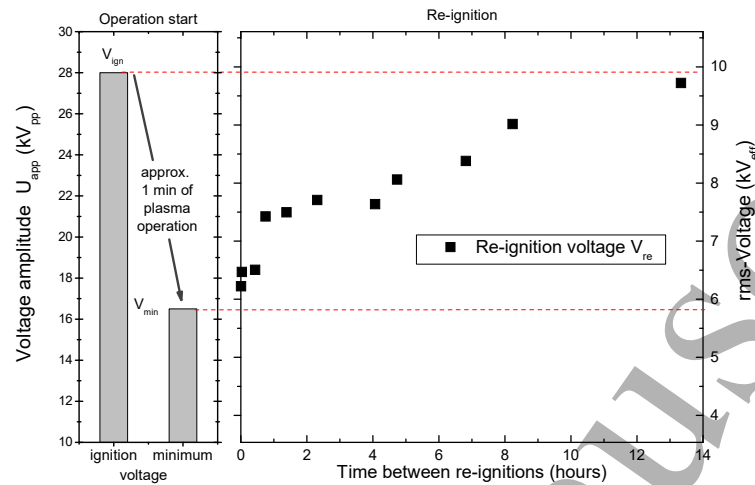 Operation start
Re-ignition
Voltage amplitude U_app (kV_pp)
30
28
26
24
22
20
18
16
14
12
10
V_ign
approx.
1 min of
plasma
operation
V_min
ignition
minimum
voltage
Re-ignition voltage V_re
0
2
4
6
8
10
12
14
Time between re-ignitions (hours)
10
9
8
7
6
5
4
rms-Voltage (kV_eff)